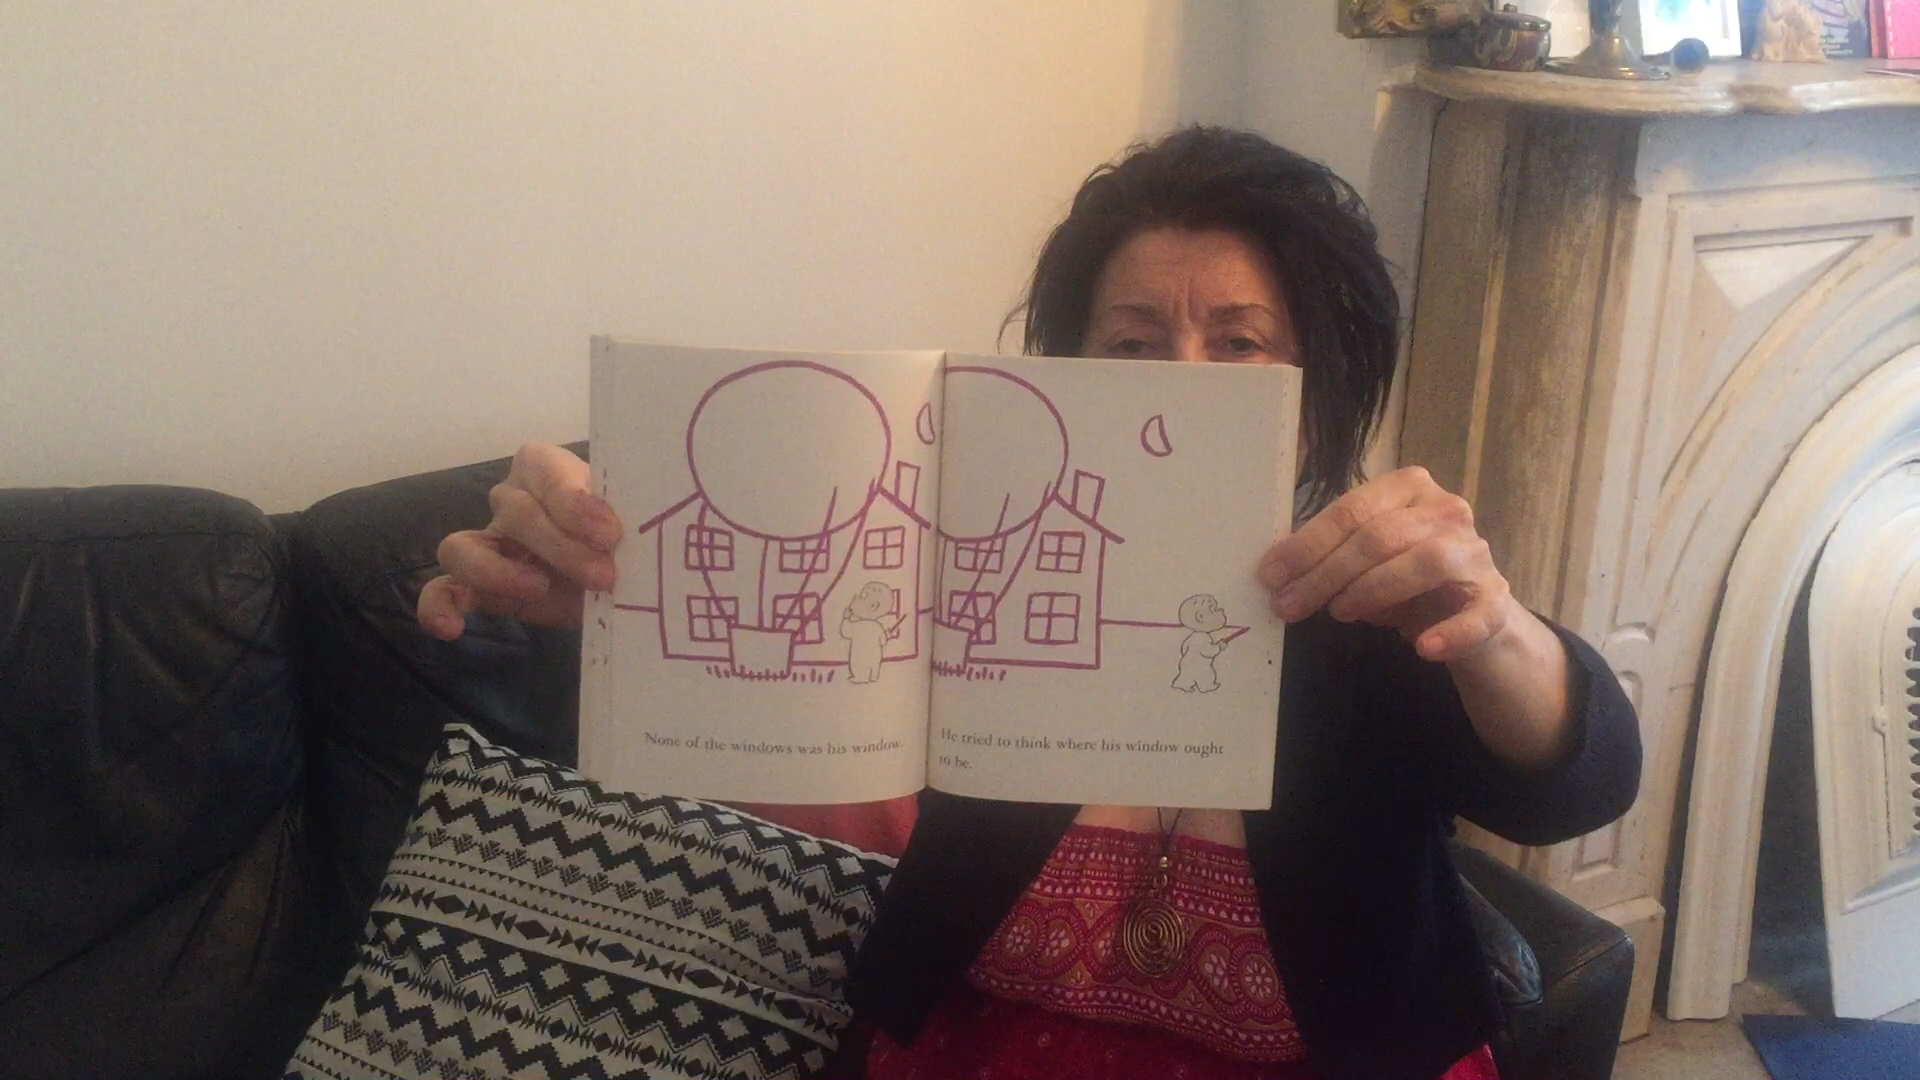 None of the windows was his window.
He tried to think where his window ought
to be.